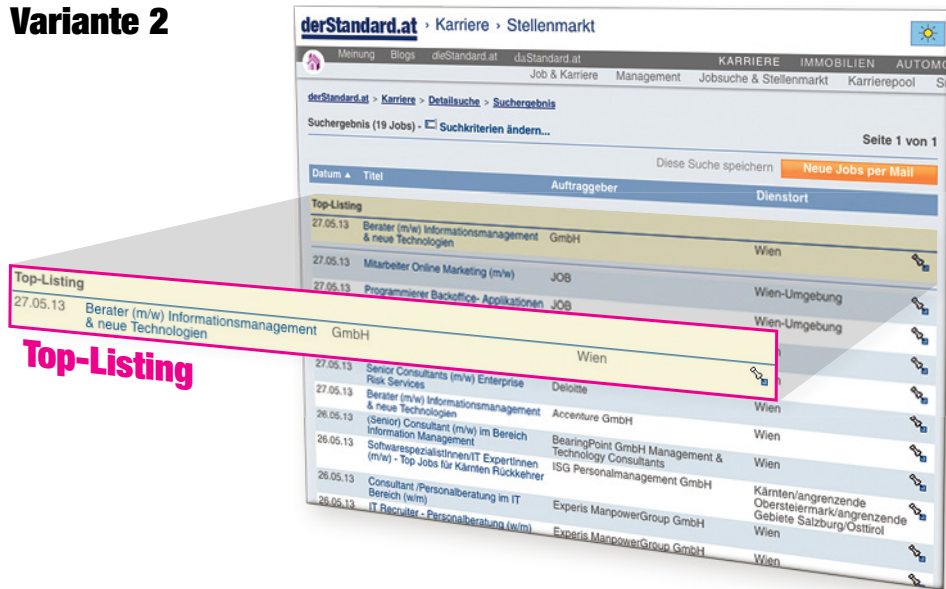 Variante 2
derStandard.at › Karriere › Stellenmarkt
Meinung Blogs dieStandard.at daStandard.at KARRIERE IMMOBILIEN AUTOMO
Job & Karriere Management Jobsuche & Stellenmarkt Karrierepool S
derStandard.at > Karriere > Detailsuche > Suchergebnis
Suchergebnis (19 Jobs) - Suchkriterien ändern...
Seite 1 von 1
Diese Suche speichern Neue Jobs per Mail
Datum ▲ Titel Auftraggeber Dienstort
Top-Listing
27.05.13 Berater (m/w) Informationsmanagement GmbH Wien
& neue Technologien
27.05.13 Mitarbeiter Online Marketing (m/w) JOB Wien-Umgebung
27.05.13 Programmierer Backoffice- Applikationen JOB Wien-Umgebung
Top-Listing
27.05.13 Berater (m/w) Informationsmanagement GmbH Wien
& neue Technologien
Top-Listing
27.05.13 Senior Consultants (m/w) Enterprise Deloitte Wien
Risk Services
27.05.13 Berater (m/w) Informationsmanagement Accenture GmbH Wien
& neue Technologien
26.05.13 (Senior) Consultant (m/w) im Bereich BearingPoint GmbH Management & Wien
Information Management Technology Consultants
26.05.13 SoftwarespezialistInnen/IT ExpertInnen ISG Personalmanagement GmbH Kärnten/angrenzende
(m/w) - Top Jobs für Kärnten Rückkehrer Obersteiermark/angrenzende
Gebiete Salzburg/Osttirol
26.05.13 Consultant /Personalberatung im IT Experis ManpowerGroup GmbH Wien
Bereich (w/m)
26.05.13 IT Recruiter - Personalberatung (w/m) Experis ManpowerGroup GmbH Wien